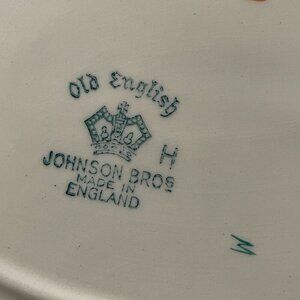 Old English
H
JOHNSON BROS
MADE IN
ENGLAND
M